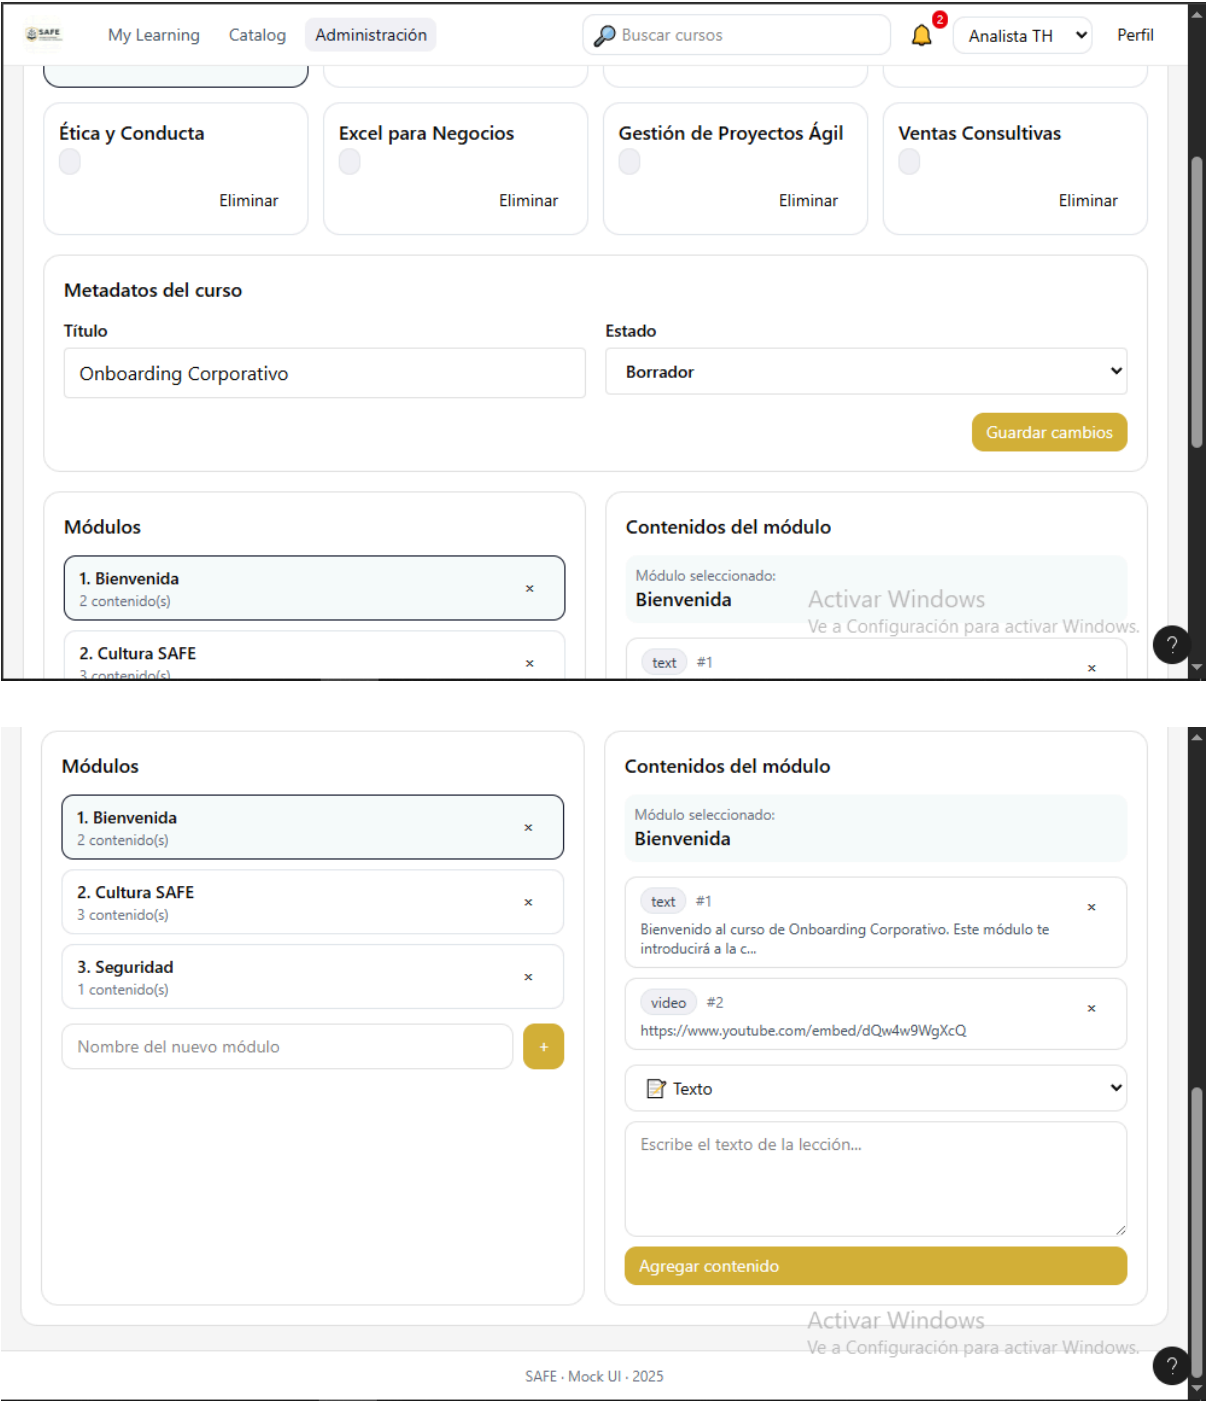 SAFE
My Learning
Catalog
Administración
Buscar cursos
2
Analista TH
Perfil
Ética y Conducta
Eliminar
Excel para Negocios
Eliminar
Gestión de Proyectos Ágil
Eliminar
Ventas Consultivas
Eliminar
Metadatos del curso
Título
Onboarding Corporativo
Estado
Borrador
Guardar cambios
Módulos
1. Bienvenida
2 contenido(s)
×
2. Cultura SAFE
3 contenido(s)
×
Contenidos del módulo
Módulo seleccionado:
Bienvenida
text #1
×
Activar Windows
Ve a Configuración para activar Windows.
?
Módulos
1. Bienvenida
2 contenido(s)
×
2. Cultura SAFE
3 contenido(s)
×
3. Seguridad
1 contenido(s)
×
Nombre del nuevo módulo
+
Contenidos del módulo
Módulo seleccionado:
Bienvenida
text #1
×
Bienvenido al curso de Onboarding Corporativo. Este módulo te
introducirá a la c...
video #2
×
https://www.youtube.com/embed/dQw4w9WgXcQ
Texto
Escribe el texto de la lección...
Agregar contenido
Activar Windows
Ve a Configuración para activar Windows.
?
SAFE · Mock UI · 2025